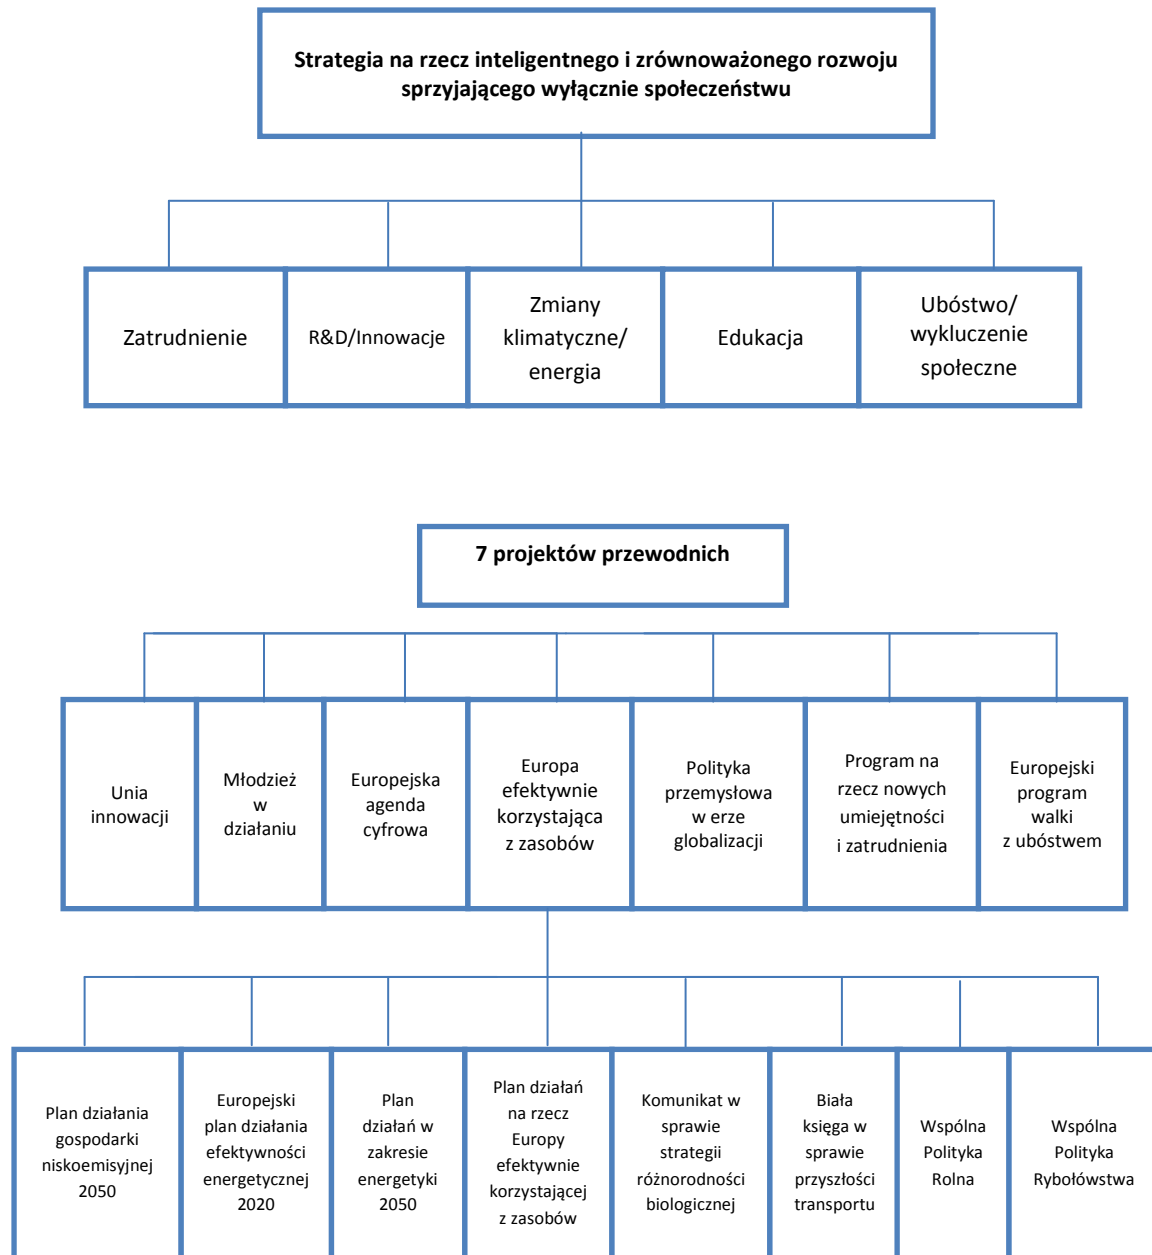 Strategia na rzecz inteligentnego i zrównoważonego rozwoju
sprzyjającego wyłącznie społeczeństwu
Zatrudnienie
R&D/Innowacje
Zmiany
klimatyczne/
energia
Edukacja
Ubóstwo/
wykluczenie
społeczne
7 projektów przewodnich
Unia
innowacji
Młodzież
w
działaniu
Europejska
agenda
cyfrowa
Europa
efektywnie
korzystająca
z zasobów
Polityka
przemysłowa
w erze
globalizacji
Program na
rzecz nowych
umiejętności
i zatrudnienia
Europejski
program
walki
z ubóstwem
Plan działania
gospodarki
niskoemisyjnej
2050
Europejski
plan działania
efektywności
energetycznej
2020
Plan
działań w
zakresie
energetyki
2050
Plan działań
na rzecz
Europy
efektywnie
korzystającej
z zasobów
Komunikat w
sprawie
strategii
różnorodności
biologicznej
Biała
księga w
sprawie
przyszłości
transportu
Wspólna
Polityka
Rolna
Wspólna
Polityka
Rybołówstwa